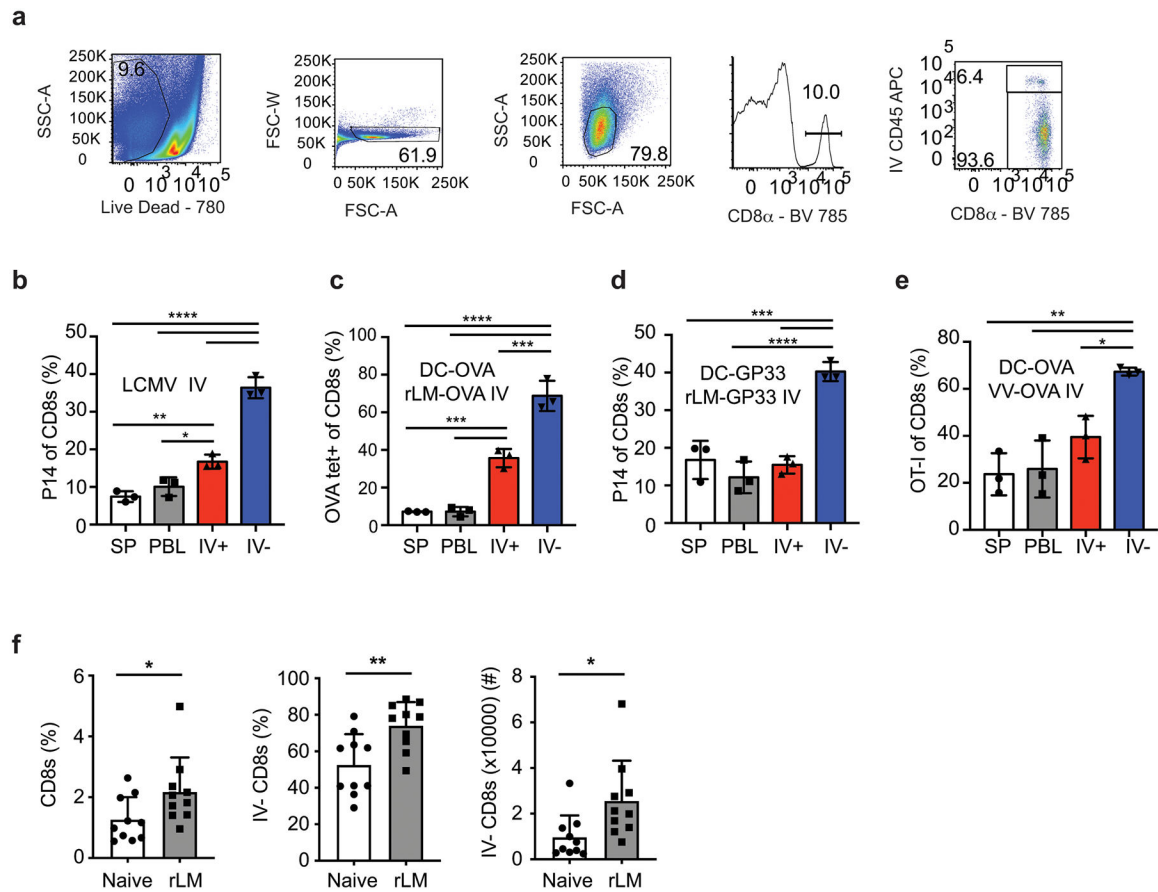 a
250K
200K
150K
100K
50K
0
9.6
SSC-A
0
10
3
10
4
10
5
Live Dead - 780
250K
200K
150K
100K
50K
0
61.9
FSC-W
50K
150K
250K
FSC-A
250K
200K
150K
100K
50K
0
79.8
SSC-A
0
50K
150K
250K
FSC-A
10.0
0
10
3
10
4
10
5
CD8α - BV 785
5
10
4
6.4
10
3
10
2
10
0
93.6
IV CD45 APC
0
10
3
10
4
10
5
CD8α - BV 785
b
P14 of CD8s (%)
50
40
30
20
10
0
****
**
*
LCMV IV
SP PBL IV+ IV-
c
OVA tet+ of CD8s (%)
100
80
60
40
20
0
****
***
***
DC-OVA
rLM-OVA IV
SP PBL IV+ IV-
d
P14 of CD8s (%)
50
40
30
20
10
0
***
****
DC-GP33
rLM-GP33 IV
SP PBL IV+ IV-
e
OT-I of CD8s (%)
80
60
40
20
0
**
*
DC-OVA
VV-OVA IV
SP PBL IV+ IV-
f
CD8s (%)
6
4
2
0
*
Naive rLM
IV- CD8s (%)
100
80
60
40
20
0
**
Naive rLM
IV- CD8s (x10000) (#)
8
6
4
2
0
*
Naive rLM